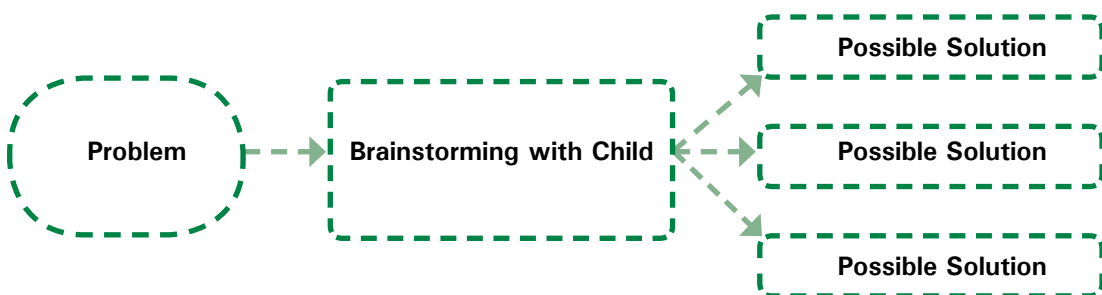 Problem
Brainstorming with Child
Possible Solution
Possible Solution
Possible Solution